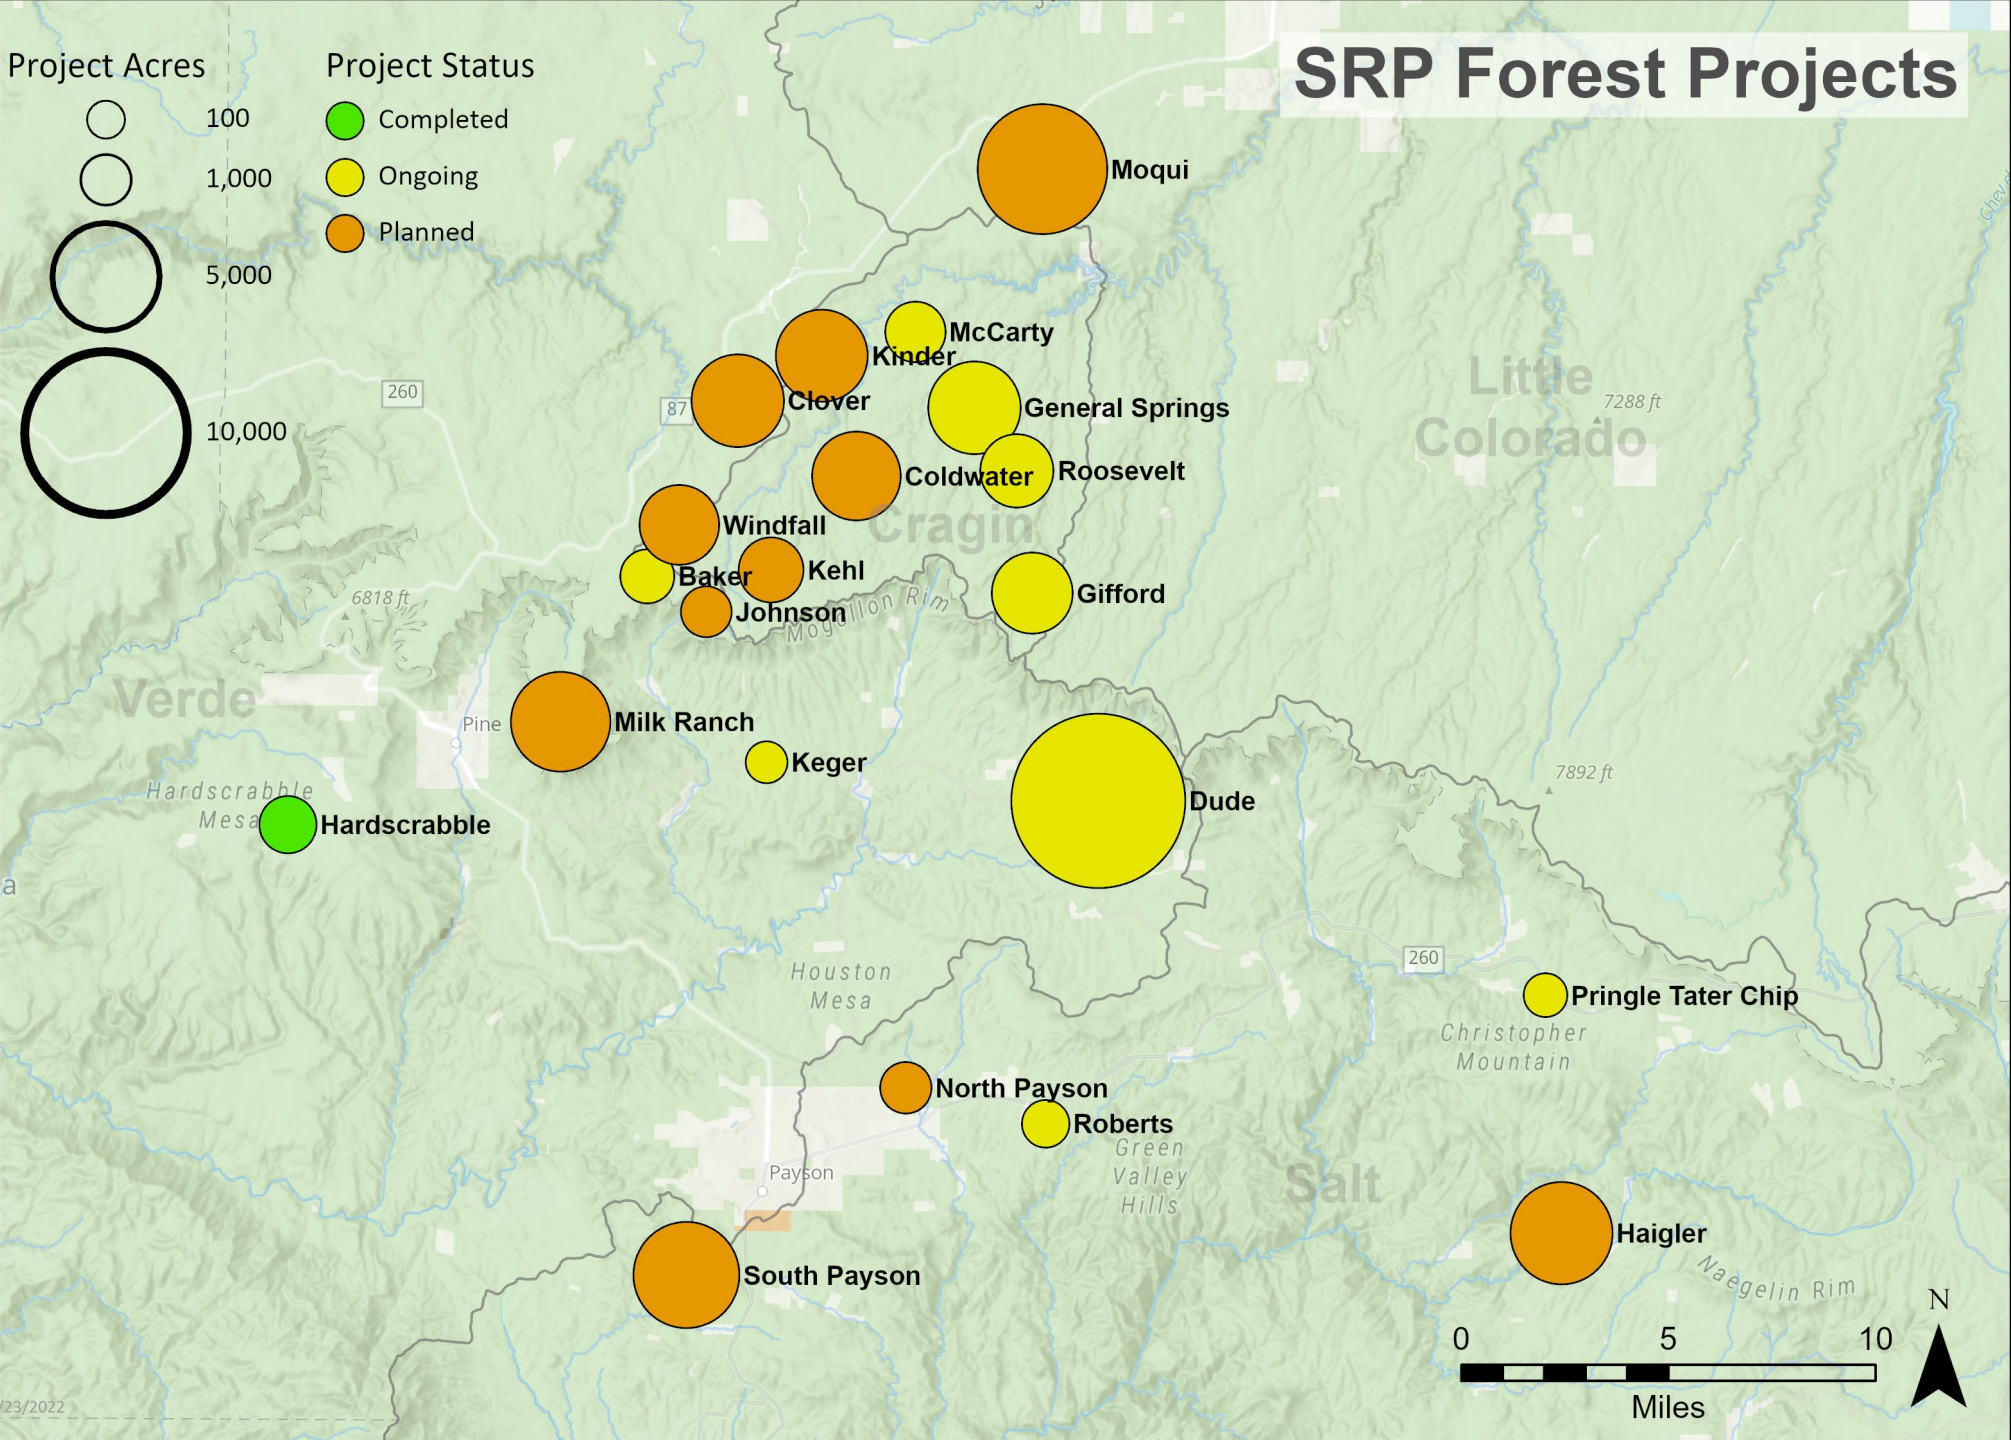 SRP Forest Projects
Project Acres
100
1,000
5,000
10,000
Project Status
Completed
Ongoing
Planned
Moqui
McCarty
Kinder
Clover
General Springs
Coldwater
Roosevelt
Windfall
Baker
Kehl
Johnson
Gifford
Milk Ranch
Keger
Dude
Hardscrabble
Pringle Tater Chip
North Payson
Roberts
South Payson
Haigler
Little
Colorado
Cragin
Verde
Salt
260
87
260
7288 ft
6818 ft
7892 ft
Mogollon Rim
Pine
Hardscrabble
Mesa
Houston
Mesa
Christopher
Mountain
Payson
Green
Valley
Hills
Naegelin Rim
a
/23/2022
0 5 10
Miles
N